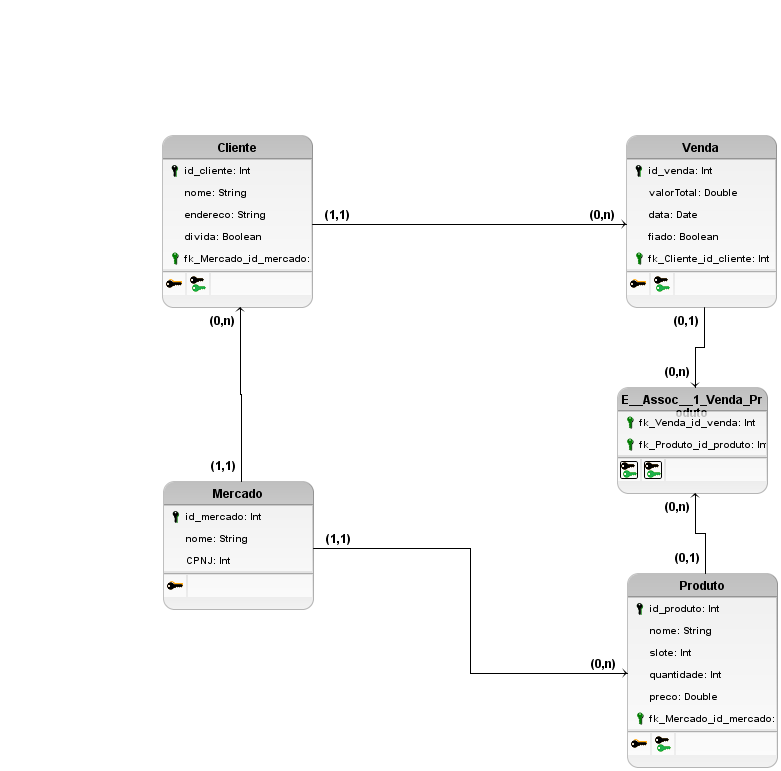 Cliente
id_cliente: Int
nome: String
endereco: String
divida: Boolean
fk_Mercado_id_mercado:
(1,1)
(0,n)
Venda
id_venda: Int
valorTotal: Double
data: Date
fiado: Boolean
fk_Cliente_id_cliente: Int
(0,n)
(1,1)
(0,1)
(0,n)
E__Assoc__1_Venda_Pr
oduto
fk_Venda_id_venda: Int
fk_Produto_id_produto: In
(0,n)
(0,1)
Mercado
id_mercado: Int
nome: String
CPNJ: Int
(1,1)
(0,n)
Produto
id_produto: Int
nome: String
slote: Int
quantidade: Int
preco: Double
fk_Mercado_id_mercado: